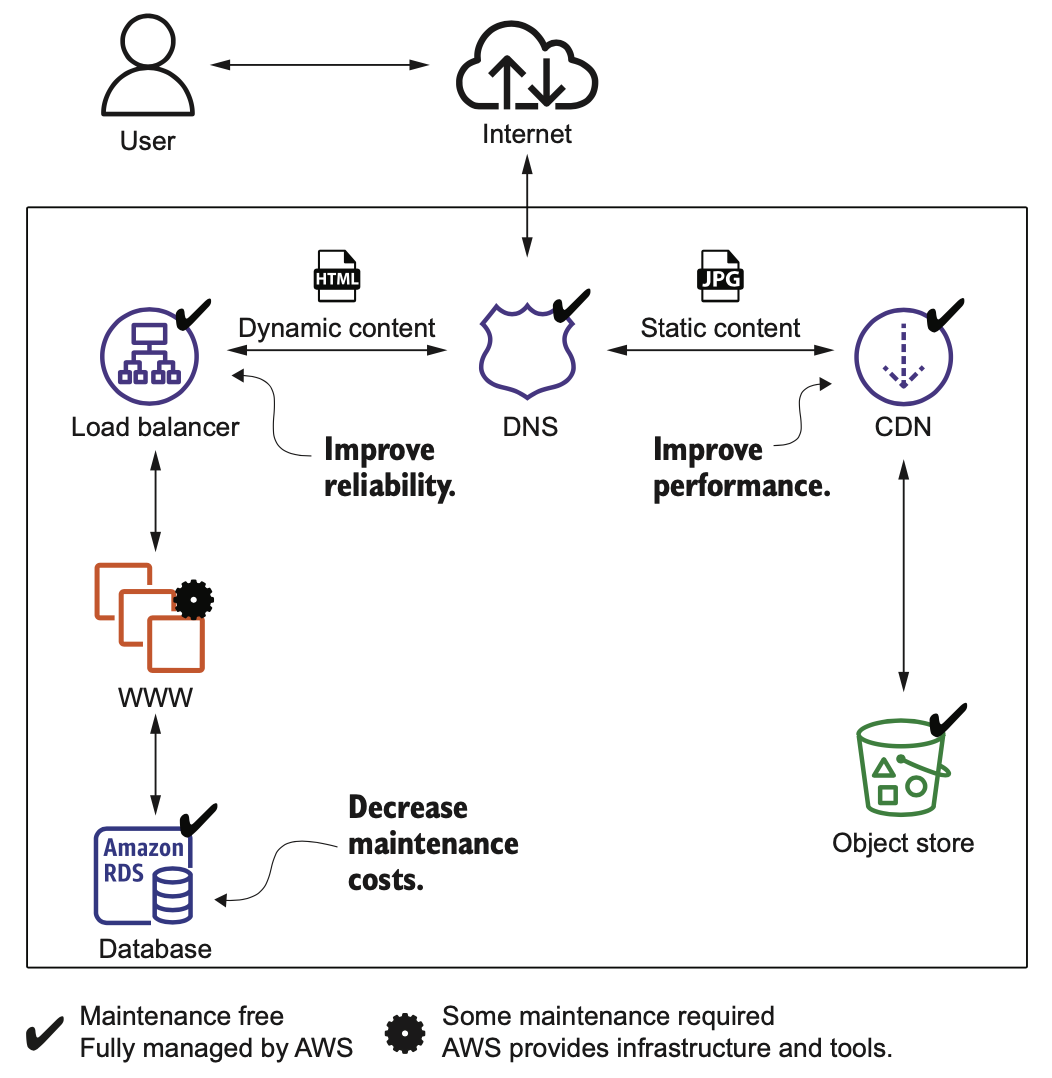 User
Internet
HTML
JPG
Dynamic content
Static content
Load balancer
DNS
CDN
Improve
reliability.
Improve
performance.
WWW
Decrease
maintenance
costs.
Amazon
RDS
Database
Object store
Maintenance free
Fully managed by AWS
Some maintenance required
AWS provides infrastructure and tools.